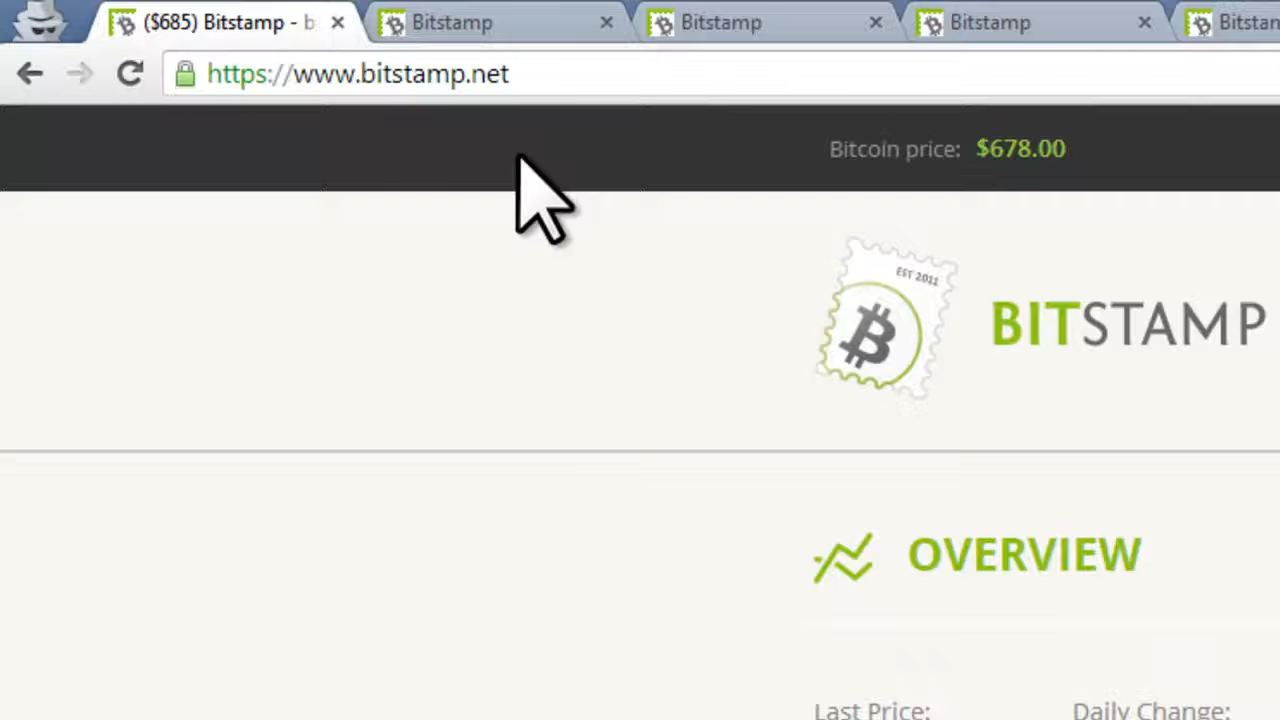 ($685) Bitstamp - b
Bitstamp
Bitstamp
Bitstamp
Bitstan
https://www.bitstamp.net
Bitcoin price: $678.00
EST 2011
BITSTAMP
OVERVIEW
Last Price:
Daily Change: